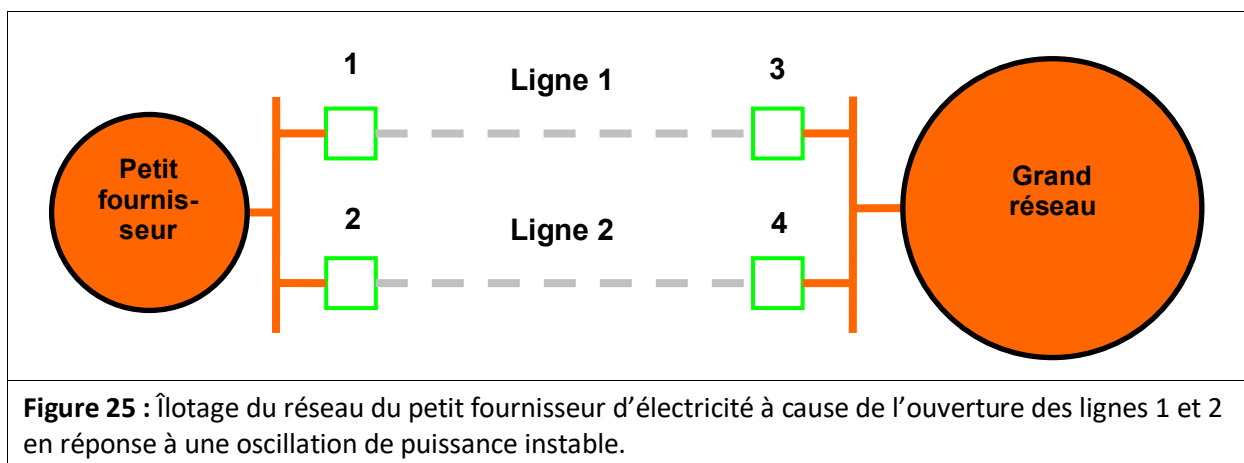 1
Ligne 1
3
Petit
fournis-
seur
Grand
réseau
2
Ligne 2
4
Figure 25 : Îlotage du réseau du petit fournisseur d’électricité à cause de l’ouverture des lignes 1 et 2
en réponse à une oscillation de puissance instable.